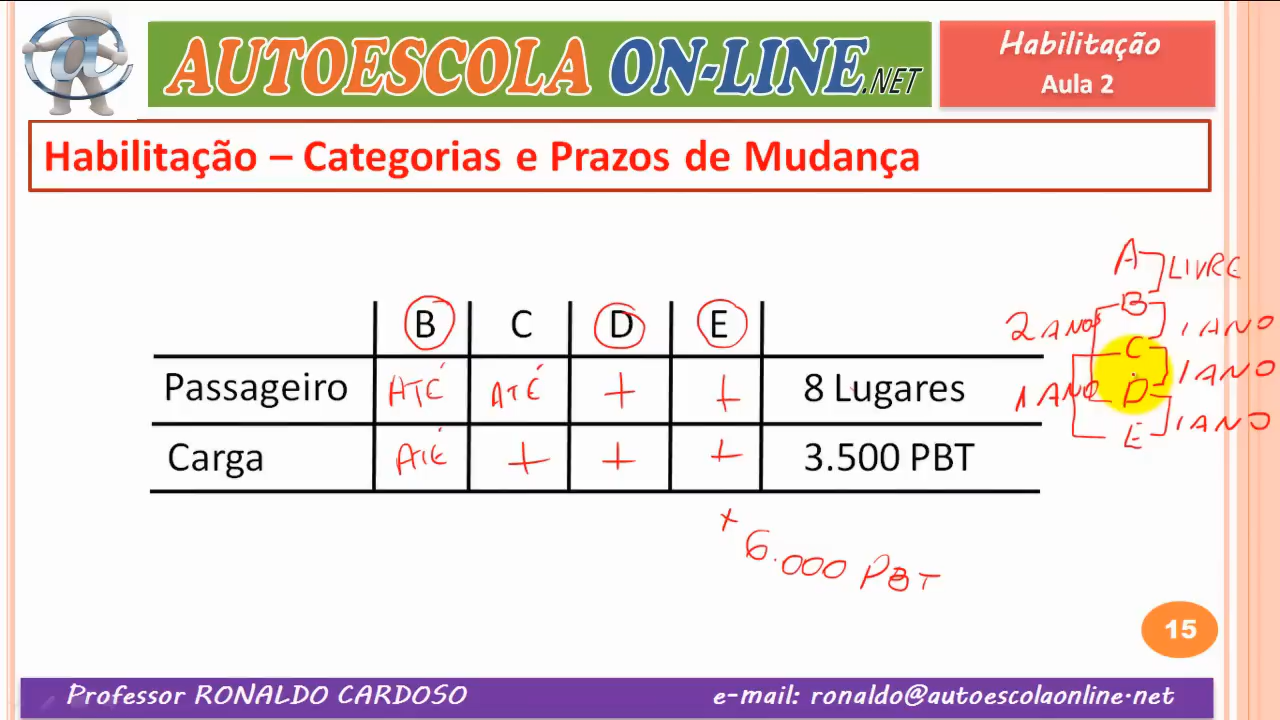 @
AUTOESCOLA ON-LINE.NET
Habilitação
Aula 2
Habilitação – Categorias e Prazos de Mudança
B C D E
Passageiro ATÉ ATÉ + + 8 Lugares
Carga ATÉ + + + 3.500 PBT
+ 6.000 PBT
A LIVRE
B
2 ANOS 1 ANO
C
1 ANO
1 ANO D
1 ANO
E
15
Professor RONALDO CARDOSO
e-mail: ronaldo@autoescolaonline.net